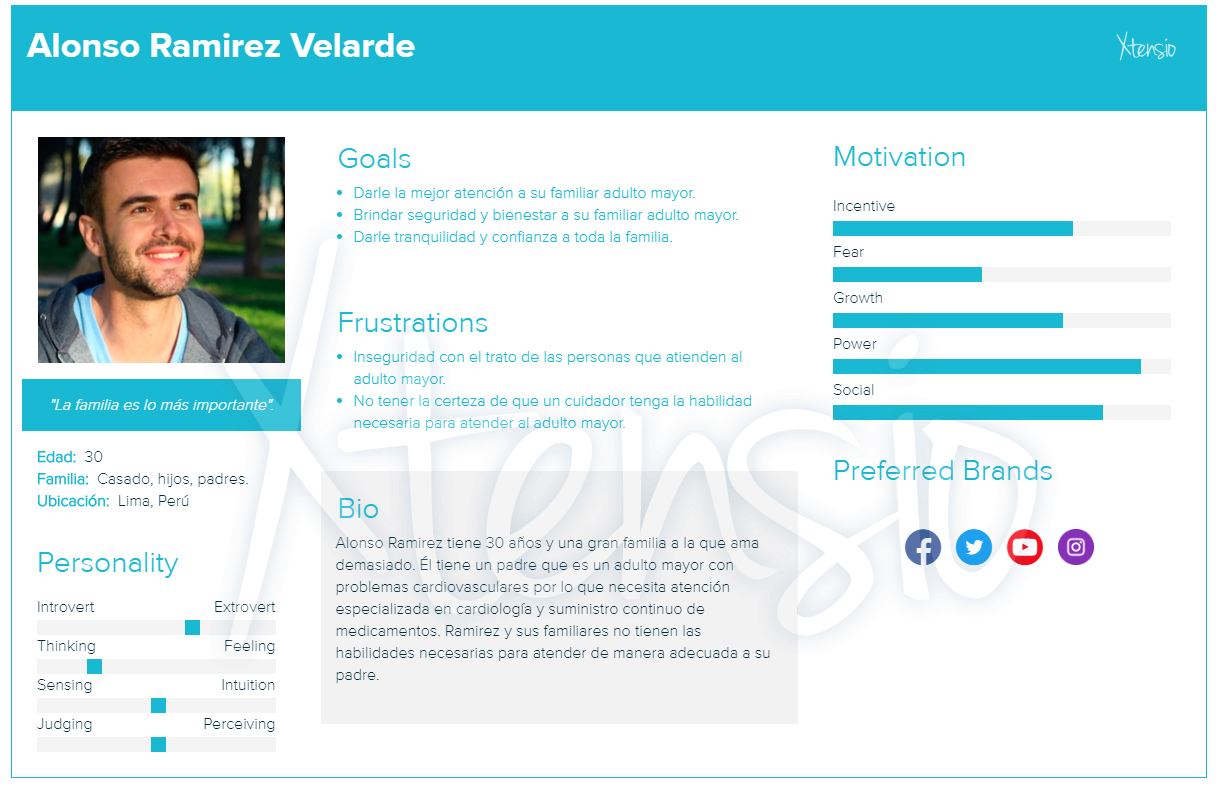 Alonso Ramirez Velarde
Xtensio
"La familia es lo más importante".
Edad: 30
Familia: Casado, hijos, padres.
Ubicación: Lima, Perú
Personality
Introvert Extrovert
Thinking Feeling
Sensing Intuition
Judging Perceiving
Goals
• Darle la mejor atención a su familiar adulto mayor.
• Brindar seguridad y bienestar a su familiar adulto mayor.
• Darle tranquilidad y confianza a toda la familia.
Frustrations
• Inseguridad con el trato de las personas que atienden al
adulto mayor.
• No tener la certeza de que un cuidador tenga la habilidad
necesaria para atender al adulto mayor.
Bio
Alonso Ramirez tiene 30 años y una gran familia a la que ama
demasiado. Él tiene un padre que es un adulto mayor con
problemas cardiovasculares por lo que necesita atención
especializada en cardiología y suministro continuo de
medicamentos. Ramirez y sus familiares no tienen las
habilidades necesarias para atender de manera adecuada a su
padre.
Motivation
Incentive
Fear
Growth
Power
Social
Preferred Brands
Xtensio